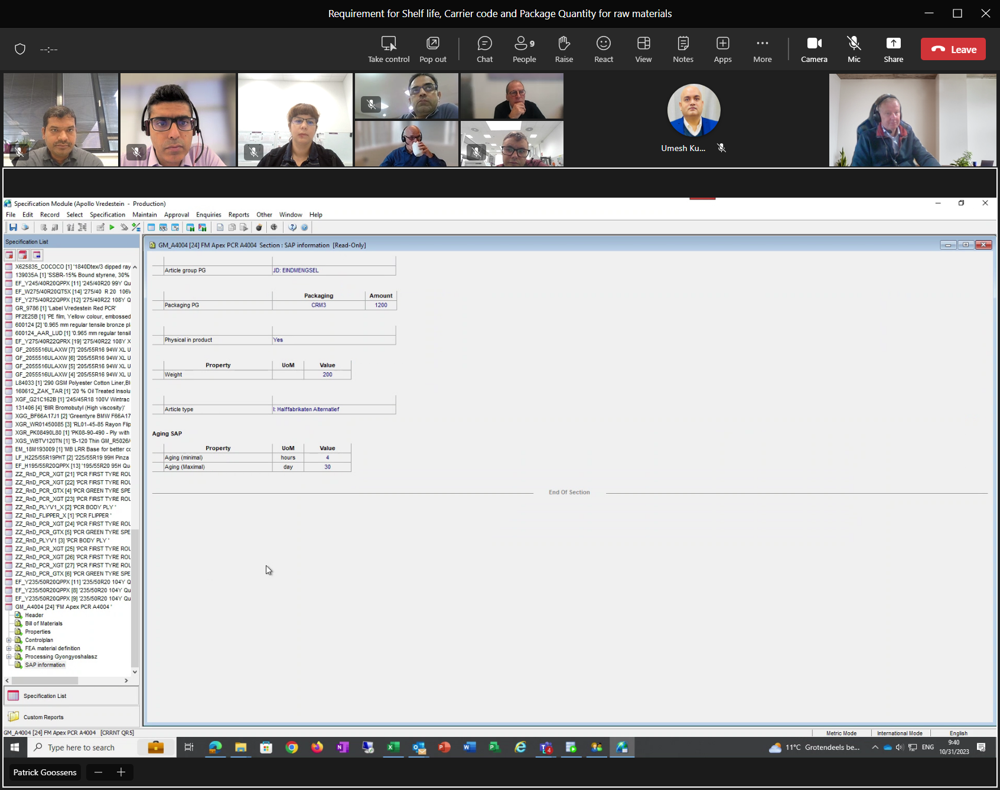 Requirement for Shelf life, Carrier code and Package Quantity for raw materials
--:--
Take control
Pop out
Chat
People
9
Raise
React
View
Notes
Apps
More
Camera
Mic
Share
Leave
Umesh Ku...
Specification Module (Apollo Vredestein - Production)
File Edit Record Select Specification Maintain Approval Enquiries Reports Other Window Help
Specification List
X625835_COCOCO [1] '1840Dtex/3 dipped ray
139035A [1] 'SSBR-15% Bound styrene, 30%
EF_Y245/40R20QPPX [11] '245/40R20 99Y Qu
EF_W275/40R20QT5X [14] '275/40 R 20 106
EF_Y275/40R22QPPX [12] '275/40R22 108Y Q
GR_9786 [1] 'Label Vredestein Red PCR'
PF2E25B [1] 'PE film, Yellow colour, embossed
600124 [2] '0.965 mm regular tensile bronze pl
600124_AAR_LUD [1] '0.965 mm regular tensil
EF_Y275/40R22QPRX [19] '275/40R22 108Y X
GF_2055516ULAXW [7] '205/55R16 94W XL U
GF_2055516ULAXW [6] '205/55R16 94W XL U
GF_2055516ULAXW [5] '205/55R16 94W XL U
GF_2055516ULAXW [4] '205/55R16 94W XL U
L84033 [1] '290 GSM Polyester Cotton Liner,Bl
160612_ZAK_TAR [1] '20 % Oil Treated Insolu
XGF_G21C162B [1] '245/45R18 100V Wintrac
131406 [4] 'BIIR Bromobutyl (High viscosity)'
XGG_BF66A17J1 [2] 'Greentyre BMW F66A17
XGR_WR01450085 [3] 'RL01-45-85 Rayon Flip
XGR_PK08490L80 [1] 'PK08-90-490 - Ply with
XGS_WBTV120TN [1] 'B-120 Thin GM_R5026/
EM_18M193009 [1] 'MB LRR Base for better cc
LF_H225/55R19PHT [2] '225/55R19 99H Pinza
EF_H195/55R20QPPX [13] '195/55R20 95H Qu
ZZ_RnD_PCR_XGT [21] 'PCR FIRST TYRE ROU
ZZ_RnD_PCR_XGT [22] 'PCR FIRST TYRE ROU
ZZ_RnD_PCR_GTX [4] 'PCR GREEN TYRE SPE
ZZ_RnD_PCR_XGT [23] 'PCR FIRST TYRE ROU
ZZ_RnD_PLYV1_X [2] 'PCR BODY PLY '
ZZ_RnD_FLIPPER_X [1] 'PCR FLIPPER '
ZZ_RnD_PCR_XGT [24] 'PCR FIRST TYRE ROU
ZZ_RnD_PCR_GTX [5] 'PCR GREEN TYRE SPE
ZZ_RnD_PLYV1 [3] 'PCR BODY PLY '
ZZ_RnD_PCR_XGT [25] 'PCR FIRST TYRE ROU
ZZ_RnD_PCR_XGT [26] 'PCR FIRST TYRE ROU
ZZ_RnD_PCR_XGT [27] 'PCR FIRST TYRE ROU
ZZ_RnD_PCR_GTX [6] 'PCR GREEN TYRE SPE
EF_Y235/50R20QPPX [11] '235/50R20 104Y Q
EF_Y235/50R20QPPX [8] '235/50R20 104Y Qu
EF_Y235/50R20QPPX [9] '235/50R20 104Y Qu
GM_A4004 [24] 'FM Apex PCR A4004 '
Header
Bill of Materials
Properties
Controlplan
FEA material definition
Processing Gyongyoshalasz
SAP information
Specification List
Custom Reports
GM_A4004 [24] FM Apex PCR A4004 Section : SAP information [Read-Only]
Article group PG JD: EINDMENGSEL
Packaging Amount
Packaging PG CRM3 1200
Physical in product Yes
Property UoM Value
Weight 200
Article type I: Halffabrikaten Alternatief
Aging SAP
Property UoM Value
Aging (minimal) hours 4
Aging (Maximal) day 30
End Of Section
GM_A4004 [24] FM Apex PCR A4004 [CRRNT QR5]
Metric Mode International Mode English
Type here to search
4
11°C Grotendeels be...
ENG
9:40
10/31/2023
Patrick Goossens